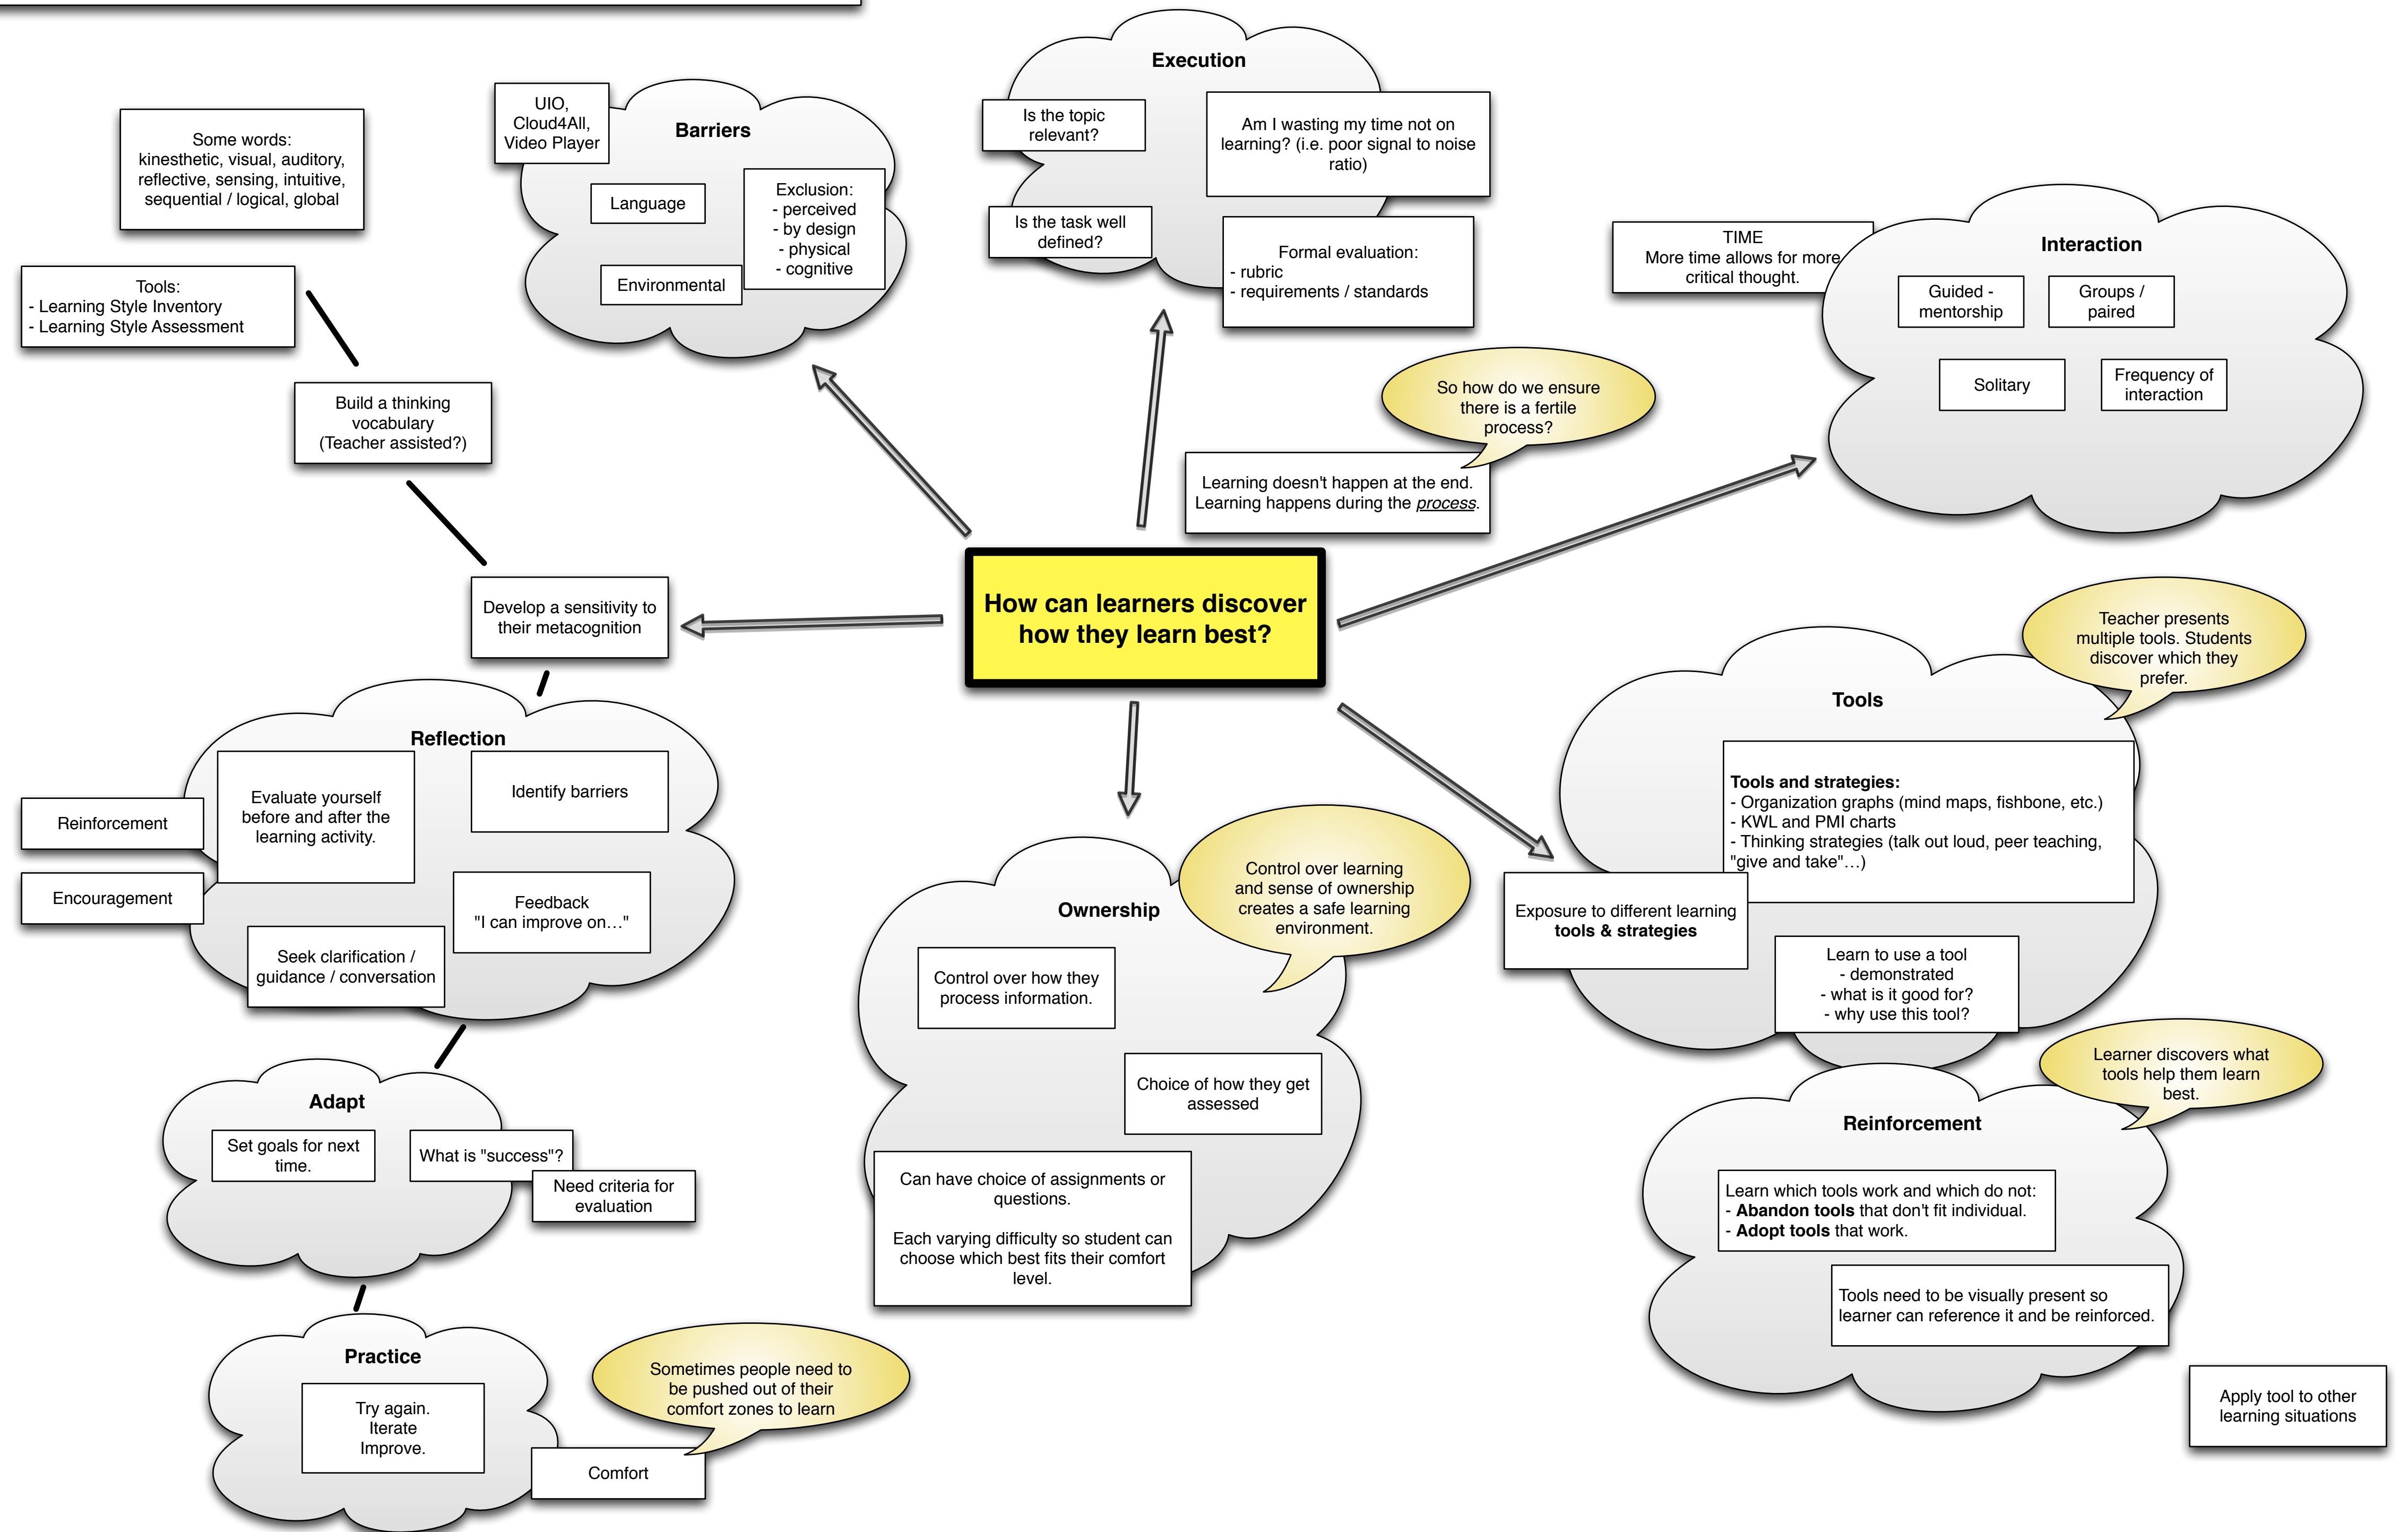 Execution
Is the topic
relevant?
Am I wasting my time not on
learning? (i.e. poor signal to noise
ratio)
Is the task well
defined?
Formal evaluation:
- rubric
- requirements / standards
UIO,
Cloud4All,
Video Player
Barriers
Language
Exclusion:
- perceived
- by design
- physical
- cognitive
Environmental
Some words:
kinesthetic, visual, auditory,
reflective, sensing, intuitive,
sequential / logical, global
Tools:
- Learning Style Inventory
- Learning Style Assessment
Build a thinking
vocabulary
(Teacher assisted?)
TIME
More time allows for more
critical thought.
Interaction
Guided -
mentorship
Groups /
paired
Solitary
Frequency of
interaction
So how do we ensure
there is a fertile
process?
Learning doesn't happen at the end.
Learning happens during the process.
How can learners discover
how they learn best?
Develop a sensitivity to
their metacognition
Reflection
Evaluate yourself
before and after the
learning activity.
Identify barriers
Reinforcement
Encouragement
Feedback
"I can improve on…"
Seek clarification /
guidance / conversation
Adapt
Set goals for next
time.
What is "success"?
Need criteria for
evaluation
Practice
Try again.
Iterate
Improve.
Sometimes people need to
be pushed out of their
comfort zones to learn
Comfort
Ownership
Control over learning
and sense of ownership
creates a safe learning
environment.
Control over how they
process information.
Choice of how they get
assessed
Can have choice of assignments or
questions.
Each varying difficulty so student can
choose which best fits their comfort
level.
Teacher presents
multiple tools. Students
discover which they
prefer.
Tools
Tools and strategies:
- Organization graphs (mind maps, fishbone, etc.)
- KWL and PMI charts
- Thinking strategies (talk out loud, peer teaching,
"give and take"…)
Exposure to different learning
tools & strategies
Learn to use a tool
- demonstrated
- what is it good for?
- why use this tool?
Learner discovers what
tools help them learn
best.
Reinforcement
Learn which tools work and which do not:
- Abandon tools that don't fit individual.
- Adopt tools that work.
Tools need to be visually present so
learner can reference it and be reinforced.
Apply tool to other
learning situations